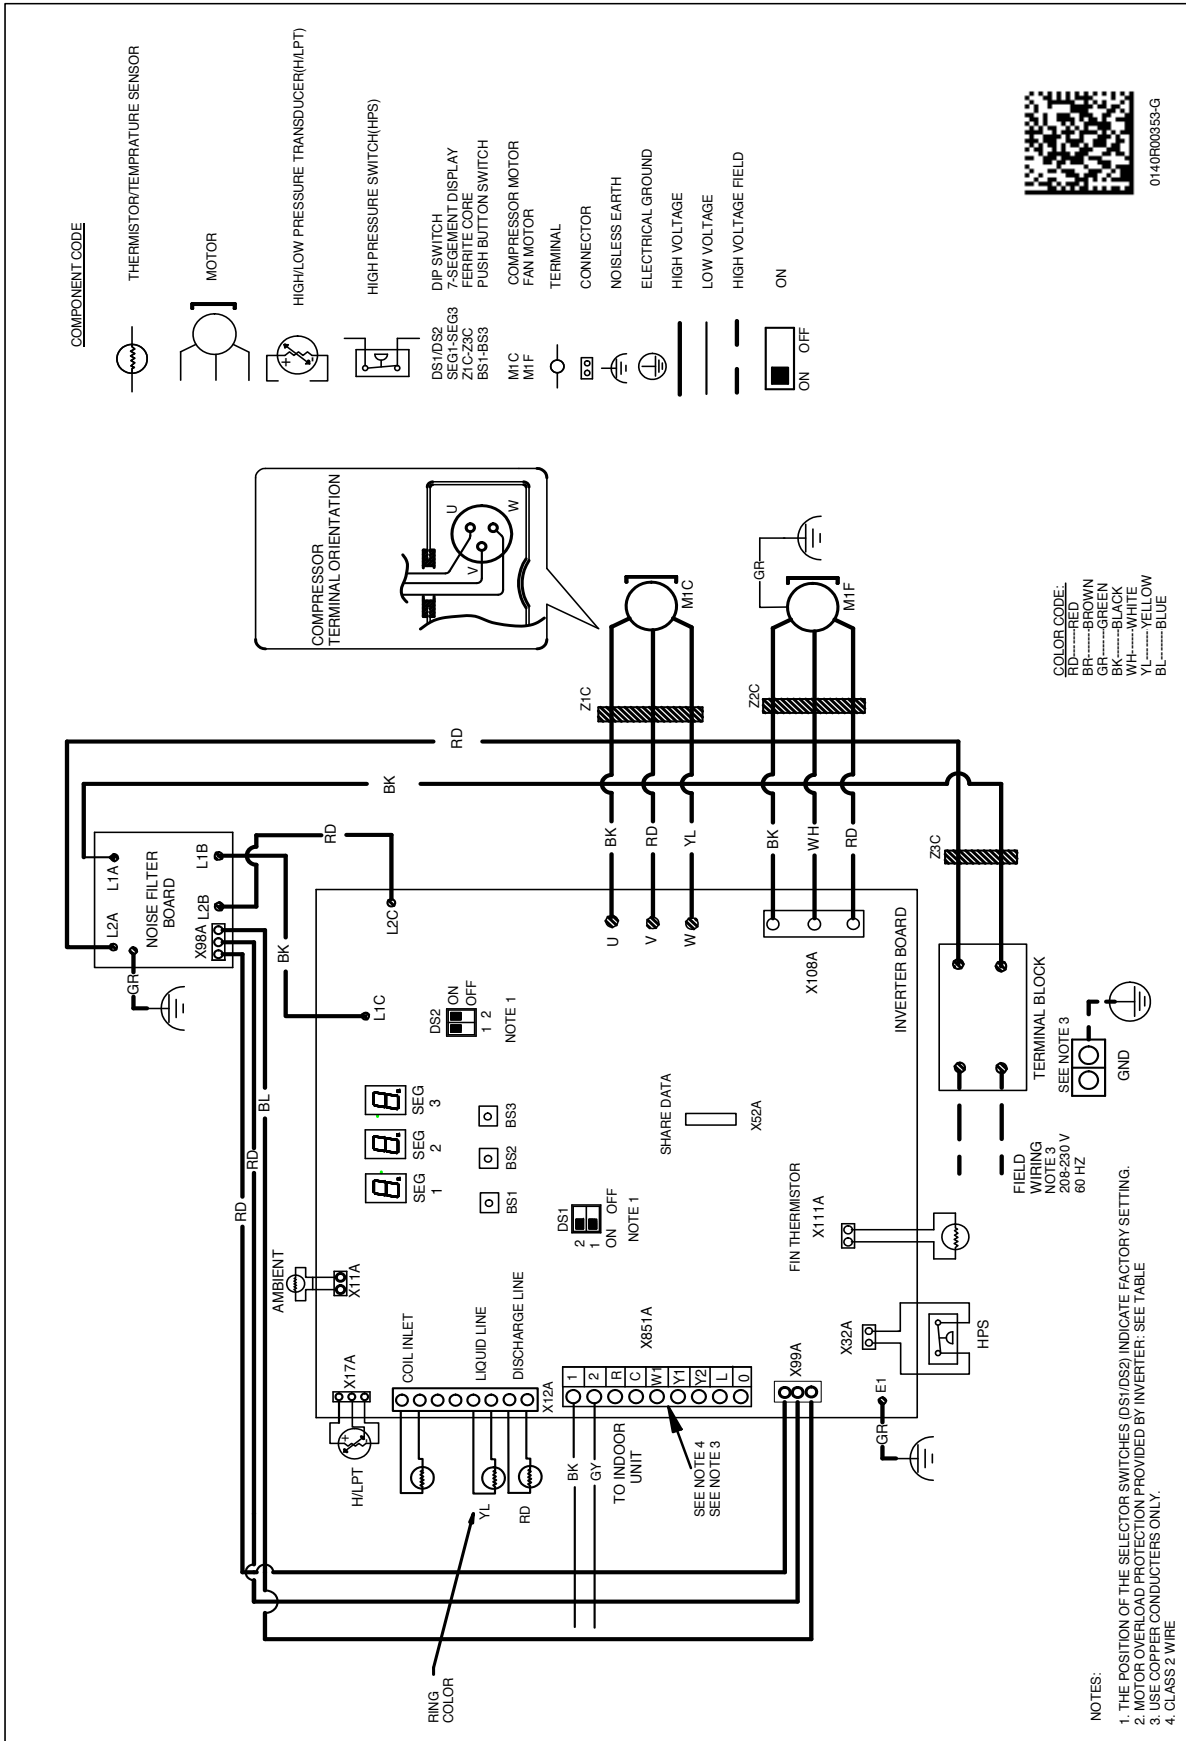 COMPONENT CODE
THERMISTOR/TEMPRATURE SENSOR
MOTOR
HIGH/LOW PRESSURE TRANSDUCER(H/LPT)
HIGH PRESSURE SWITCH(HPS)
DS1/DS2 DIP SWITCH
SEG1-SEG3 7-SEGEMENT DISPLAY
Z1C-Z3C FERRITE CORE
BS1-BS3 PUSH BUTTON SWITCH
M1C COMPRESSOR MOTOR
M1F FAN MOTOR
TERMINAL
CONNECTOR
NOISLESS EARTH
ELECTRICAL GROUND
HIGH VOLTAGE
LOW VOLTAGE
HIGH VOLTAGE FIELD
ON
ON OFF
0140R00353-G
COMPRESSOR
TERMINAL ORIENTATION
U
V
W
M1C
M1F
GR
Z1C
Z2C
Z3C
RD
BK
BK
RD
YL
BK
WH
RD
U
V
W
X108A
INVERTER BOARD
COLOR CODE:
RD-------RED
BR-------BROWN
GR-------GREEN
BK-------BLACK
WH-------WHITE
YL-------YELLOW
BL-------BLUE
NOISE FILTER
BOARD
L1A
L2A
L1B
L2B
X98A
GR
RD
BK
L2C
L1C
RD
RD
BL
DS2
ON
OFF
1 2
NOTE 1
SEG
1
SEG
2
SEG
3
BS1
BS2
BS3
DS1
2
1
ON OFF
NOTE 1
SHARE DATA
X52A
FIN THERMISTOR
X111A
TERMINAL BLOCK
SEE NOTE 3
GND
FIELD
WIRING
NOTE 3
208-230 V
60 HZ
AMBIENT
X11A
X17A
H/LPT
COIL INLET
LIQUID LINE
DISCHARGE LINE
X12A
YL
RD
RING
COLOR
X851A
1
2
R
C
W1
Y1
Y2
L
0
BK
GY
TO INDOOR
UNIT
SEE NOTE 4
SEE NOTE 3
X99A
X32A
HPS
E1
GR
NOTES:
1. THE POSITION OF THE SELECTOR SWITCHES (DS1/DS2) INDICATE FACTORY SETTING.
2. MOTOR OVERLOAD PROTECTION PROVIDED BY INVERTER: SEE TABLE
3. USE COPPER CONDUCTERS ONLY.
4. CLASS 2 WIRE